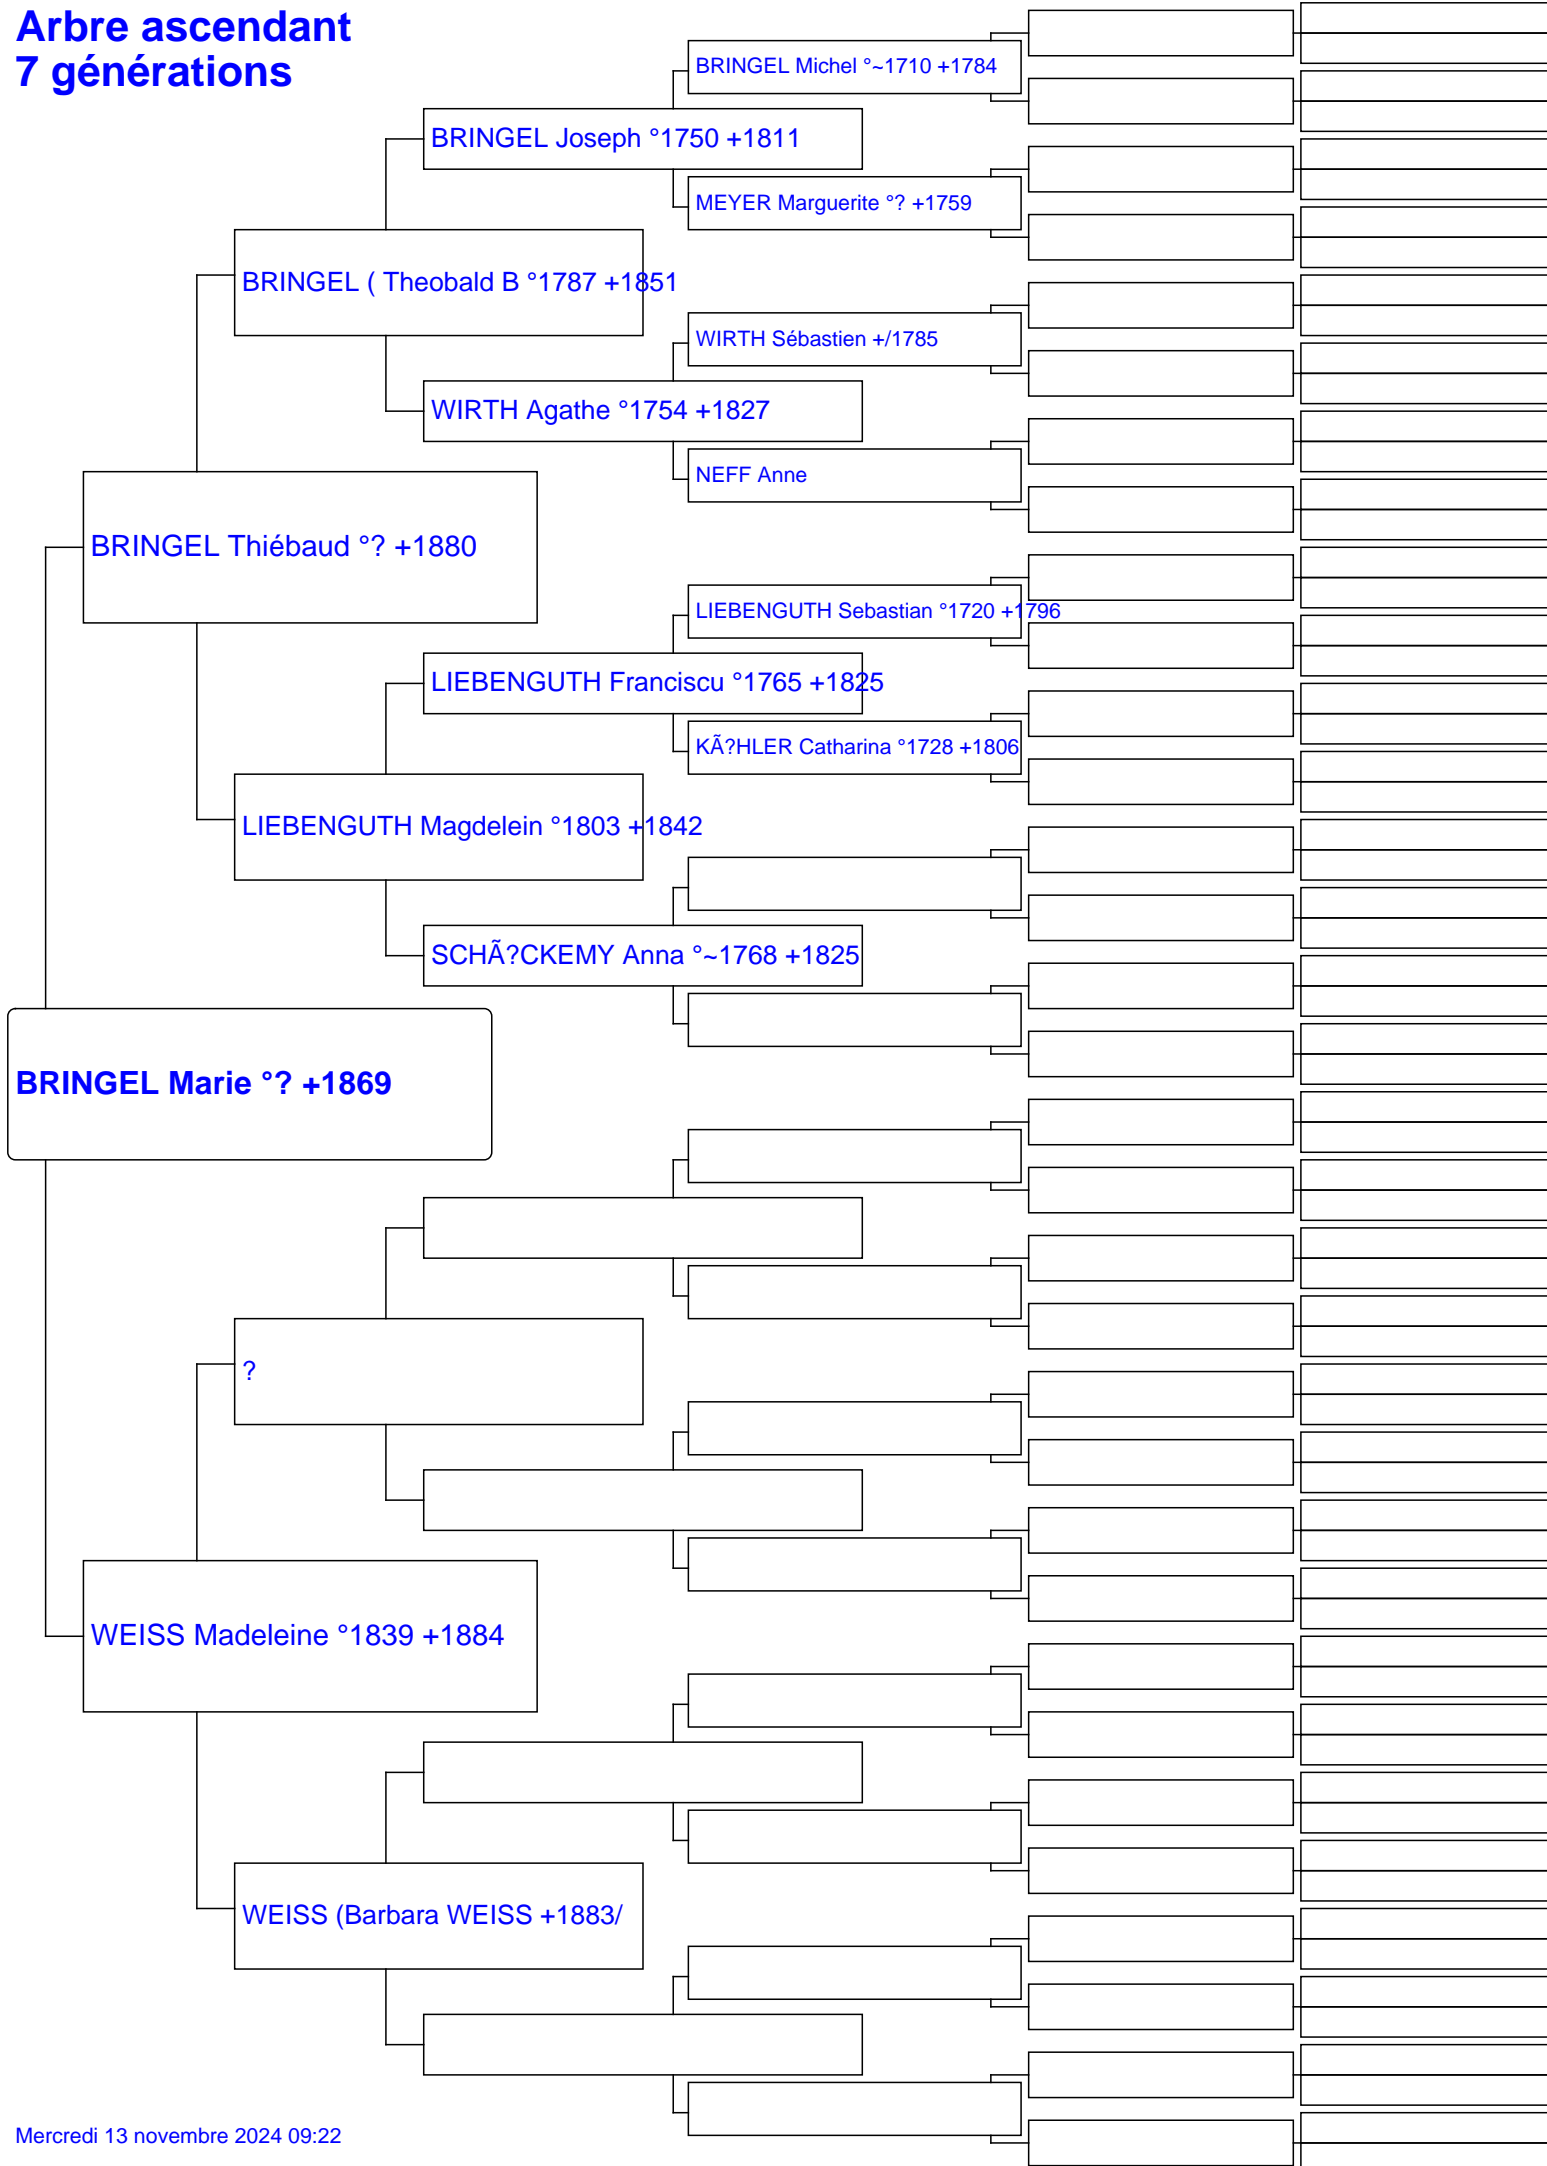 Arbre ascendant
7 générations
BRINGEL Michel °~1710 +1784
BRINGEL Joseph °1750 +1811
MEYER Marguerite °? +1759
BRINGEL ( Theobald B °1787 +1851
WIRTH Sébastien +/1785
WIRTH Agathe °1754 +1827
NEFF Anne
BRINGEL Thiébaud °? +1880
LIEBENGUTH Sebastian °1720 +1796
LIEBENGUTH Franciscu °1765 +1825
KÃ?HLER Catharina °1728 +1806
LIEBENGUTH Magdelein °1803 +1842
SCHÃ?CKEMY Anna °~1768 +1825
BRINGEL Marie °? +1869
?
WEISS Madeleine °1839 +1884
WEISS (Barbara WEISS +1883/
Mercredi 13 novembre 2024 09:22